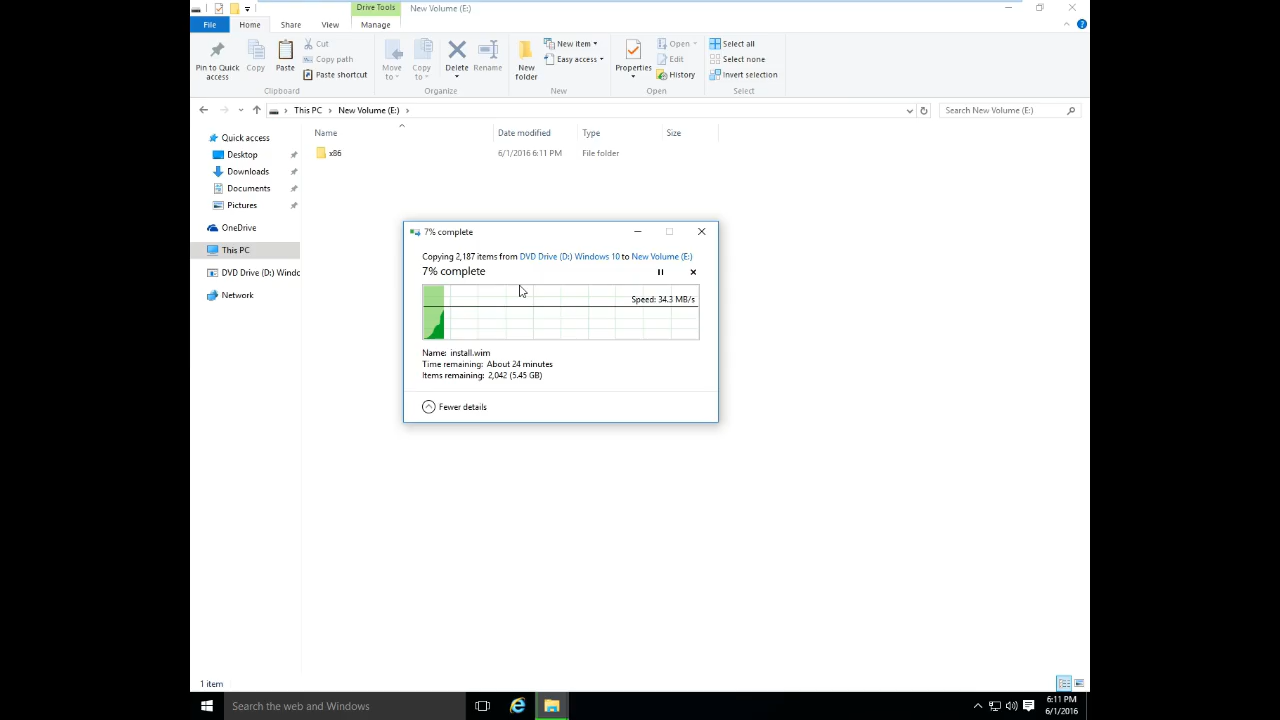 Drive Tools
New Volume (E:)
File
Home
Share
View
Manage
Pin to Quick access
Copy
Paste
Cut
Copy path
Paste shortcut
Move to
Copy to
Delete
Rename
New folder
New item
Easy access
Properties
Open
Edit
History
Select all
Select none
Invert selection
Clipboard
Organize
New
Open
Select
This PC
New Volume (E:)
Search New Volume (E:)
Name
Date modified
Type
Size
x86
6/1/2016 6:11 PM
File folder
Quick access
Desktop
Downloads
Documents
Pictures
OneDrive
This PC
DVD Drive (D:) Windo
Network
7% complete
Copying 2,187 items from DVD Drive (D:) Windows 10 to New Volume (E:)
7% complete
Speed: 34.3 MB/s
Name: install.wim
Time remaining: About 24 minutes
Items remaining: 2,042 (5.45 GB)
Fewer details
1 item
Search the web and Windows
6:11 PM
6/1/2016